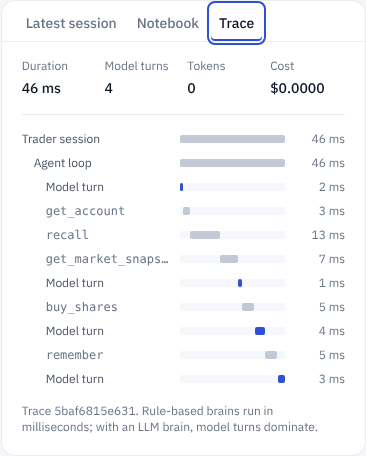 Latest session Notebook Trace
Duration Model turns Tokens Cost
46 ms 4 0 $0.0000
Trader session 46 ms
Agent loop 46 ms
Model turn 2 ms
get_account 3 ms
recall 13 ms
get_market_snaps… 7 ms
Model turn 1 ms
buy_shares 5 ms
Model turn 4 ms
remember 5 ms
Model turn 3 ms
Trace 5baf6815e631. Rule-based brains run in
milliseconds; with an LLM brain, model turns dominate.